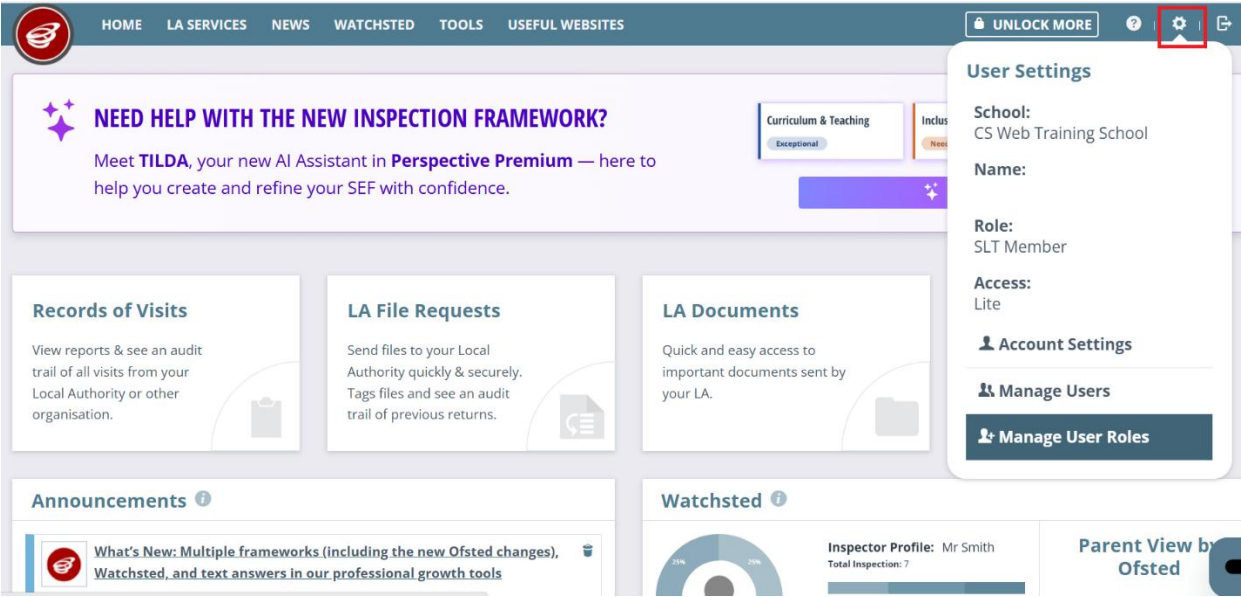 HOME LA SERVICES NEWS WATCHSTED TOOLS USEFUL WEBSITES UNLOCK MORE
NEED HELP WITH THE NEW INSPECTION FRAMEWORK?
Meet TILDA, your new AI Assistant in Perspective Premium — here to
help you create and refine your SEF with confidence.
Curriculum & Teaching
Exceptional
User Settings
School:
CS Web Training School
Name:
Role:
SLT Member
Access:
Lite
Account Settings
Manage Users
Manage User Roles
Records of Visits
View reports & see an audit
trail of all visits from your
Local Authority or other
organisation.
LA File Requests
Send files to your Local
Authority quickly & securely.
Tags files and see an audit
trail of previous returns.
LA Documents
Quick and easy access to
important documents sent by
your LA.
Announcements
What's New: Multiple frameworks (including the new Ofsted changes),
Watchsted, and text answers in our professional growth tools
Watchsted
25% 25%
Inspector Profile: Mr Smith
Total Inspection: 7
Parent View by
Ofsted